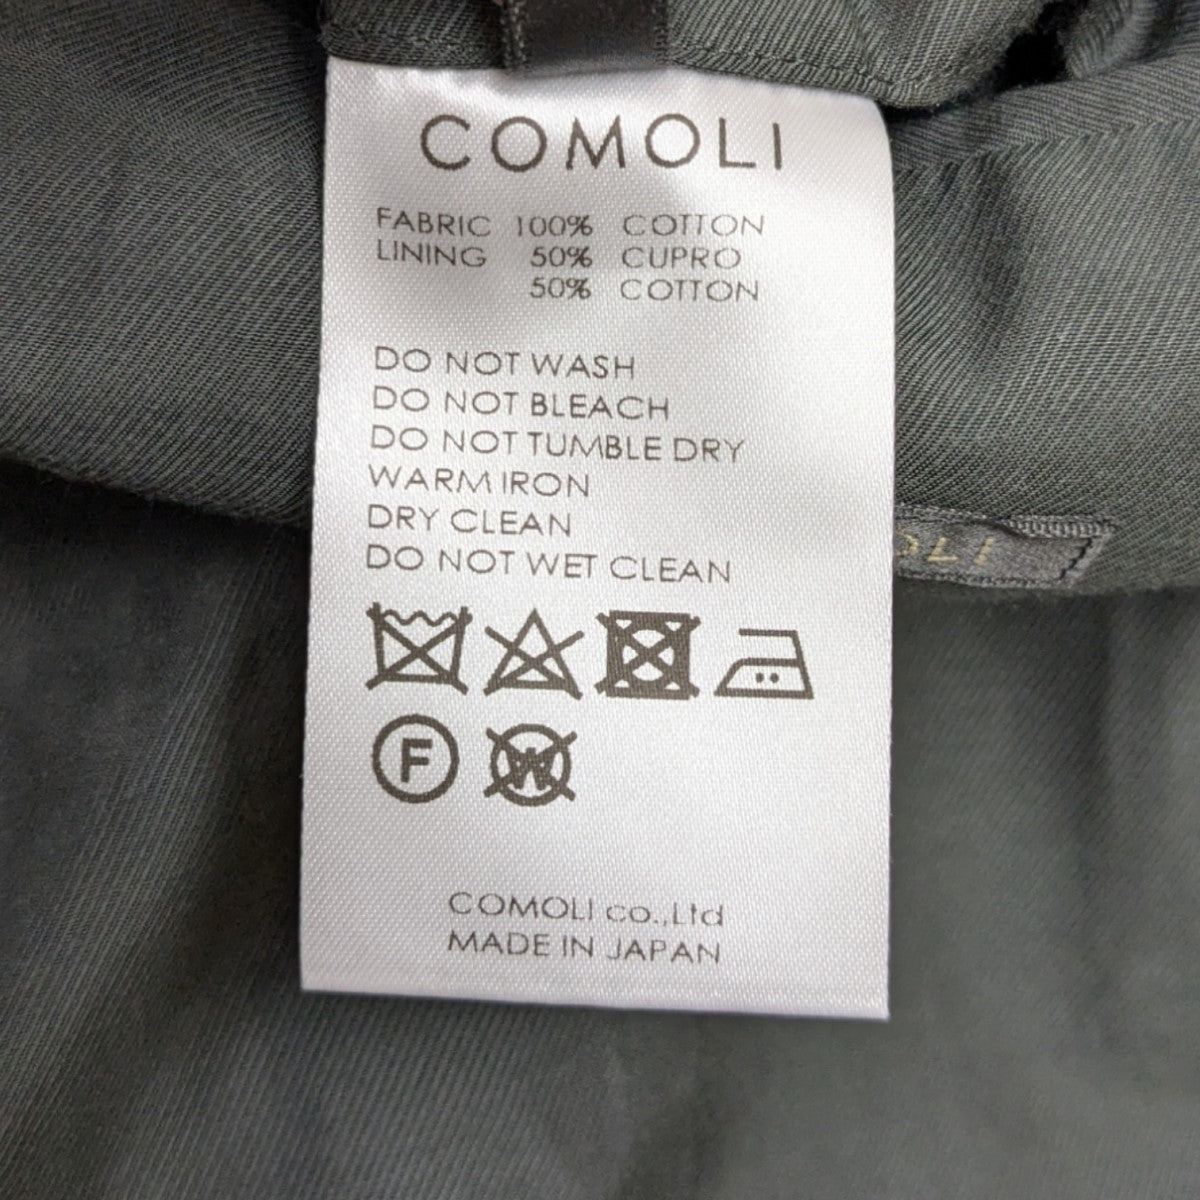 COMOLI
FABRIC 100% COTTON
LINING 50% CUPRO
50% COTTON
DO NOT WASH
DO NOT BLEACH
DO NOT TUMBLE DRY
WARM IRON
DRY CLEAN
DO NOT WET CLEAN
F W
COMOLI co.,Ltd
MADE IN JAPAN
OLI